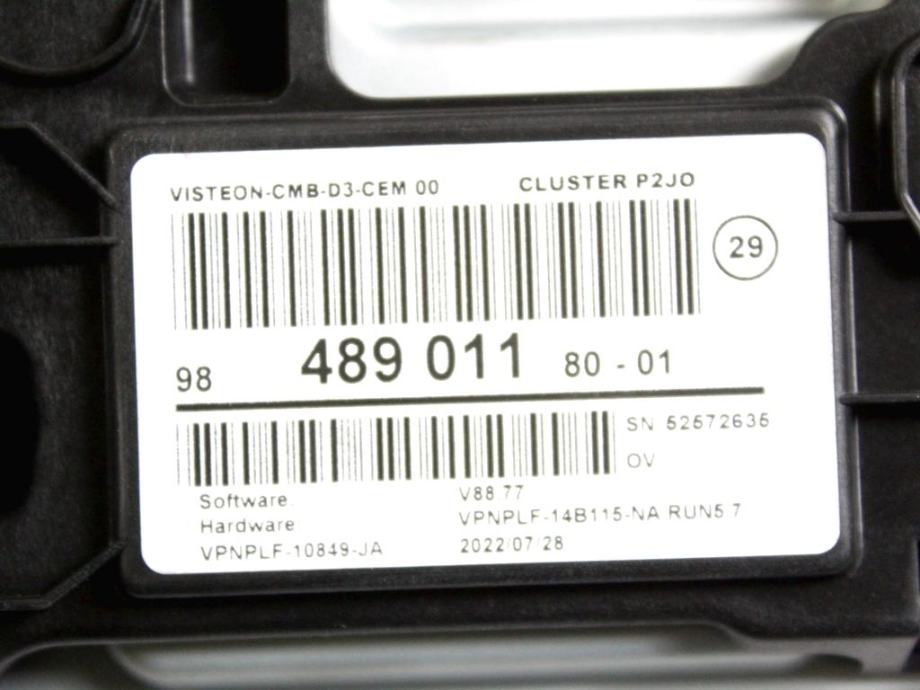 VISTEON-CMB-D3-CEM 00 CLUSTER P2JO
29
98 489 011 80 - 01
SN 52572635
OV
Software. V88.77
Hardware VPNPLF-14B115-NA RUN5.7
VPNPLF-10849-JA 2022/07/28